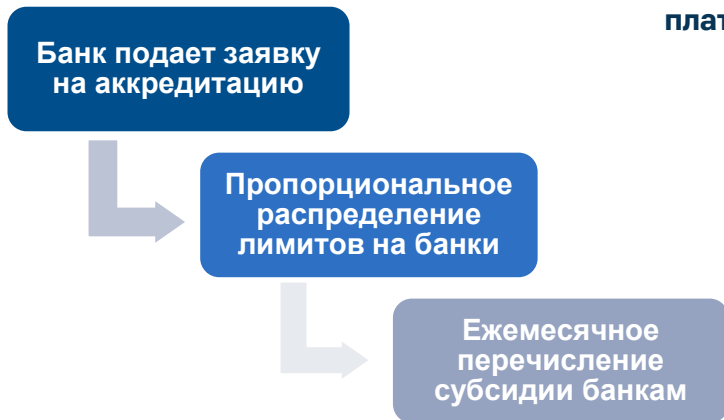 плат
Банк подает заявку
на аккредитацию
Пропорциональное
распределение
лимитов на банки
Ежемесячное
перечисление
субсидии банкам